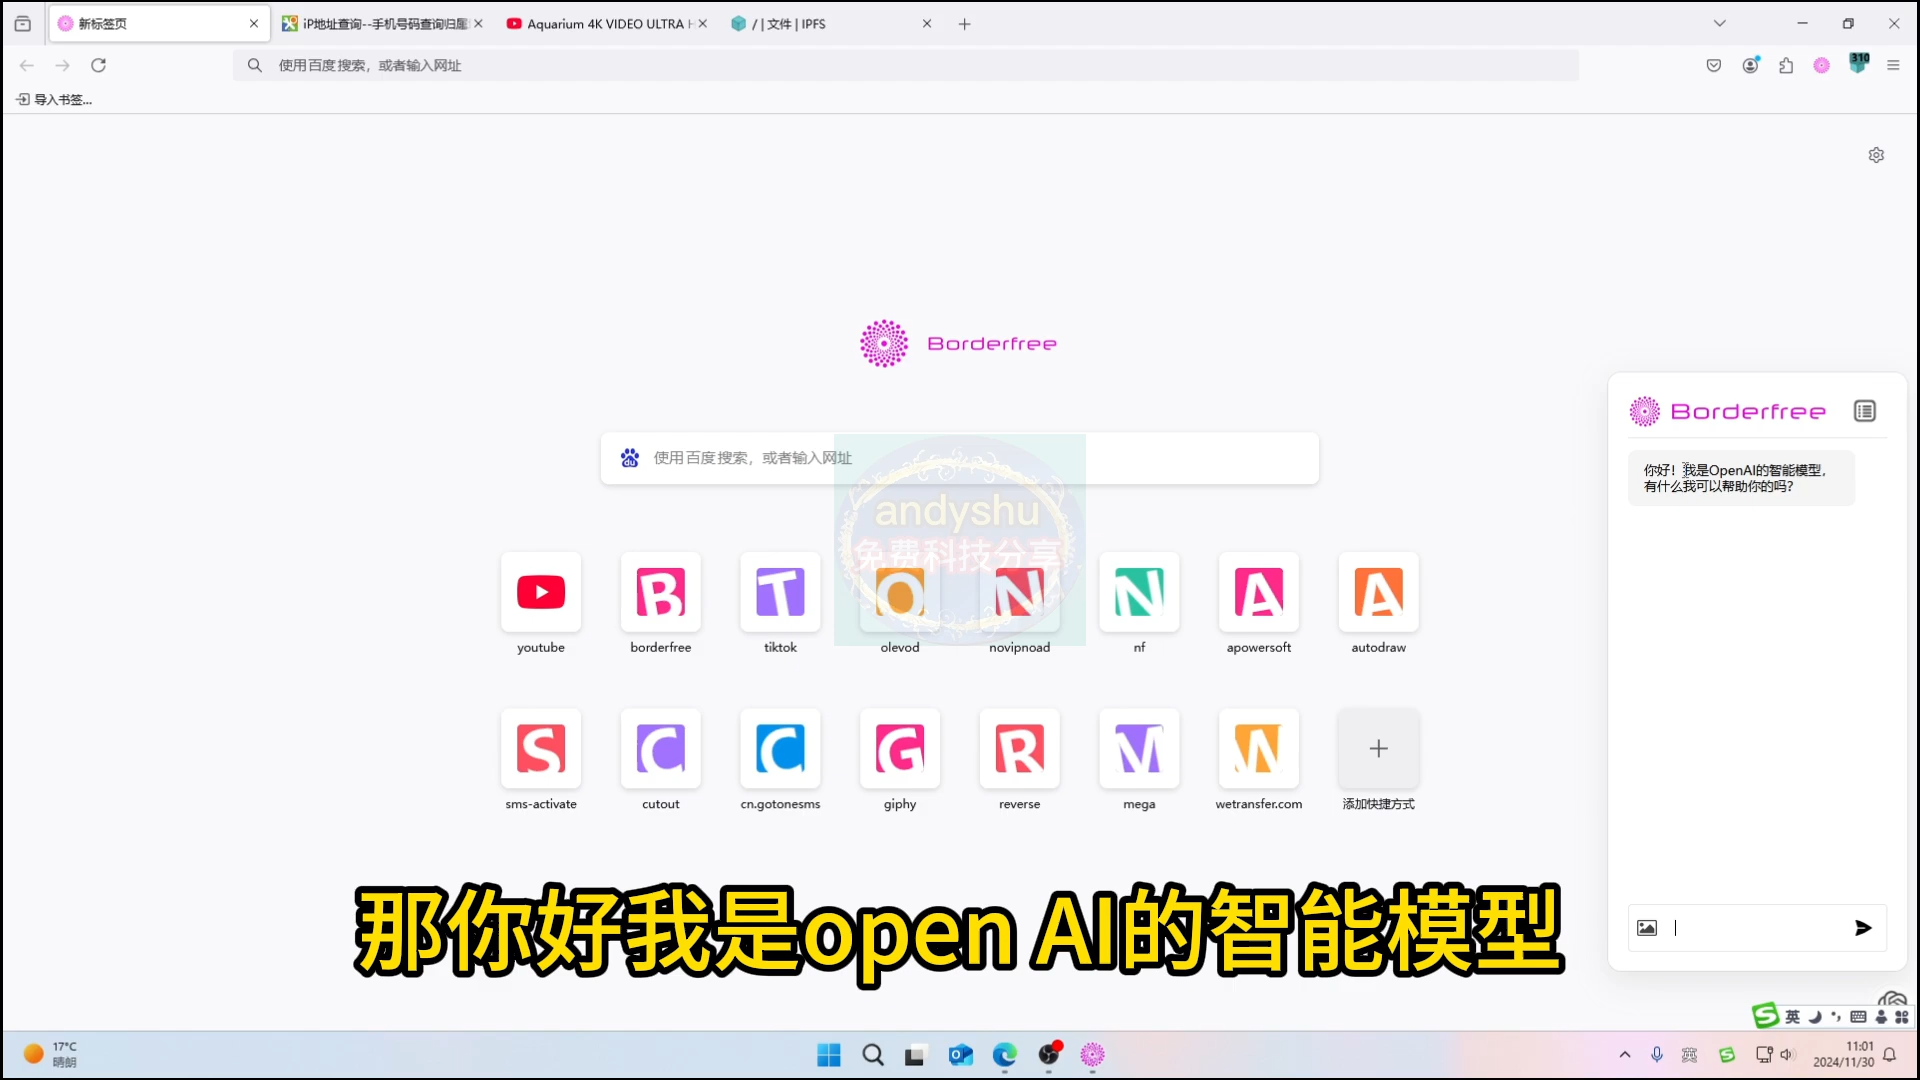 新标签页
iP地址查询--手机号码查询归属
Aquarium 4K VIDEO ULTRA H
/ | 文件 | IPFS
使用百度搜索，或者输入网址
310
导入书签...
Borderfree
使用百度搜索，或者输入网址
andyshu
免费科技分享
Borderfree
你好！我是OpenAI的智能模型，
有什么我可以帮助你的吗？
B T O N N A A
youtube borderfree tiktok olevod novipnoad nf apowersoft autodraw
S C C G R M W
sms-activate cutout cn.gotonesms giphy reverse mega wetransfer.com 添加快捷方式
那你好我是open AI的智能模型
英
17°C
晴朗
英
11:01
2024/11/30